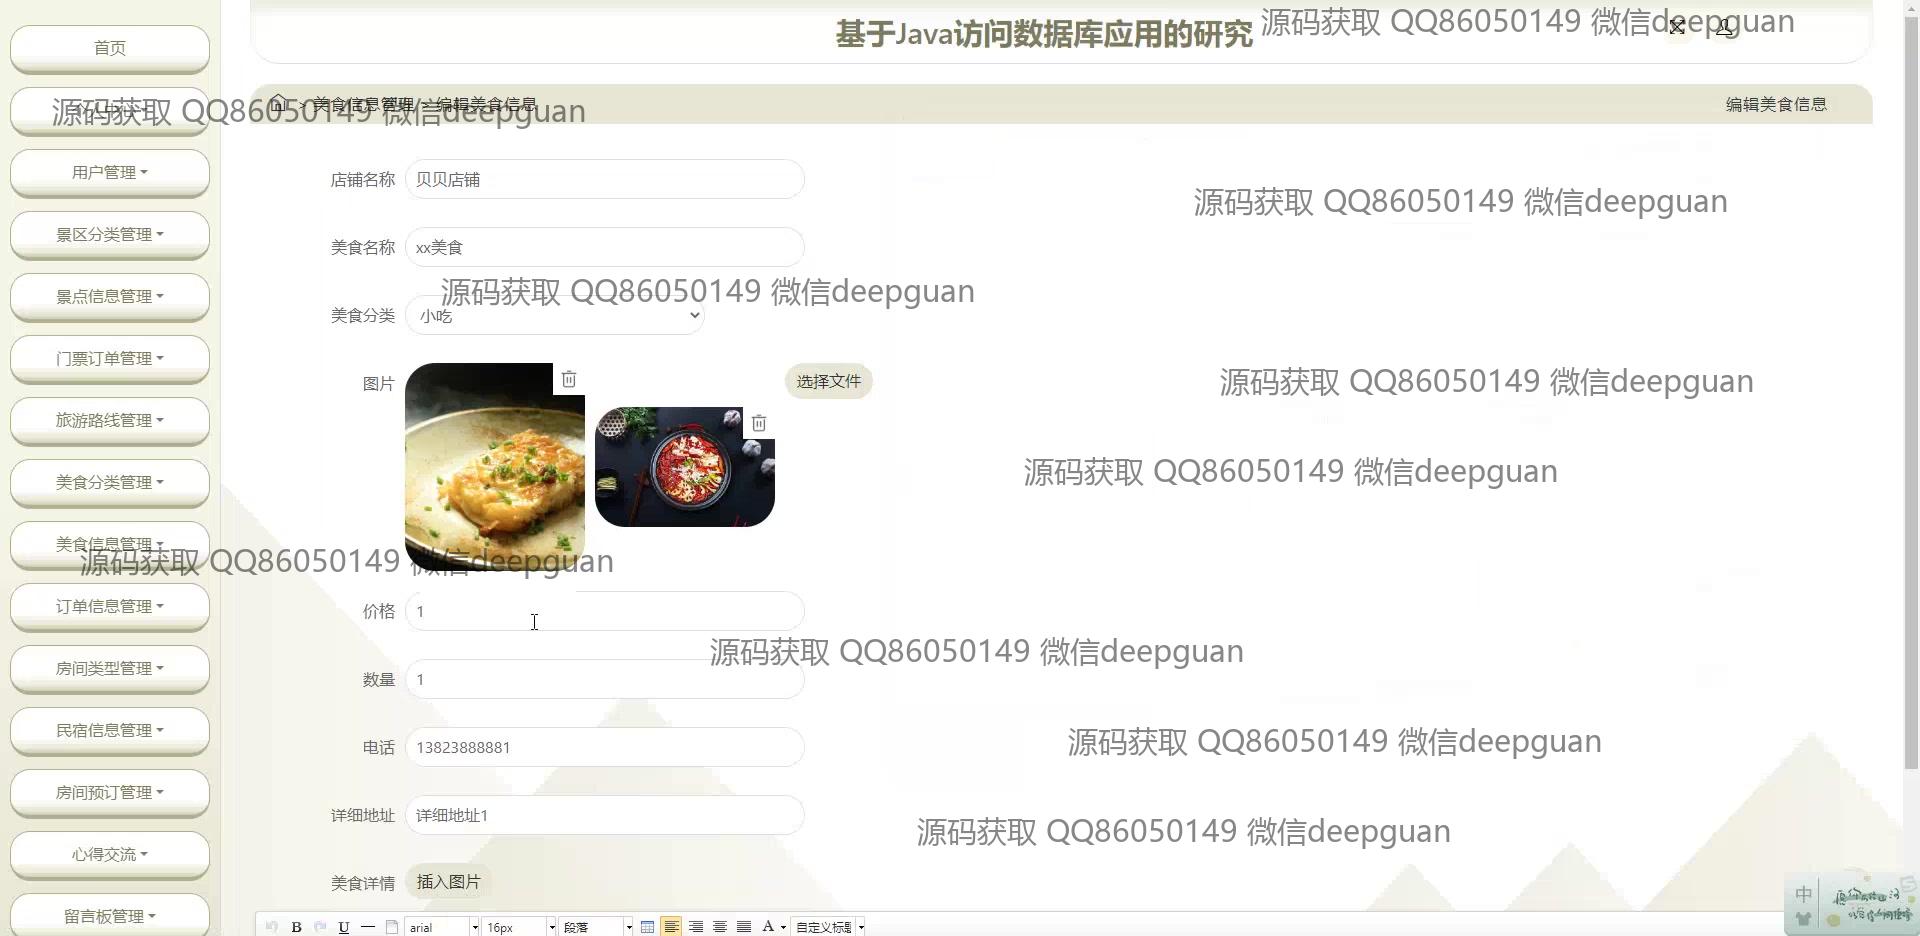 基于Java访问数据库应用的研究
源码获取 QQ86050149 微信deepguan
首页
源码获取 QQ86050149 微信deepguan
> 美食信息管理 > 编辑美食信息
编辑美食信息
用户管理
景区分类管理
景点信息管理
门票订单管理
旅游路线管理
美食分类管理
美食信息管理
订单信息管理
房间类型管理
民宿信息管理
房间预订管理
心得交流
留言板管理
店铺名称 贝贝店铺
源码获取 QQ86050149 微信deepguan
美食名称 xx美食
源码获取 QQ86050149 微信deepguan
美食分类 小吃
图片
选择文件
源码获取 QQ86050149 微信deepguan
源码获取 QQ86050149 微信deepguan
源码获取 QQ86050149 微信deepguan
价格 1
源码获取 QQ86050149 微信deepguan
数量 1
电话 13823888881
源码获取 QQ86050149 微信deepguan
详细地址 详细地址1
源码获取 QQ86050149 微信deepguan
美食详情 插入图片
B U arial 16px 段落 A 自定义标题
中